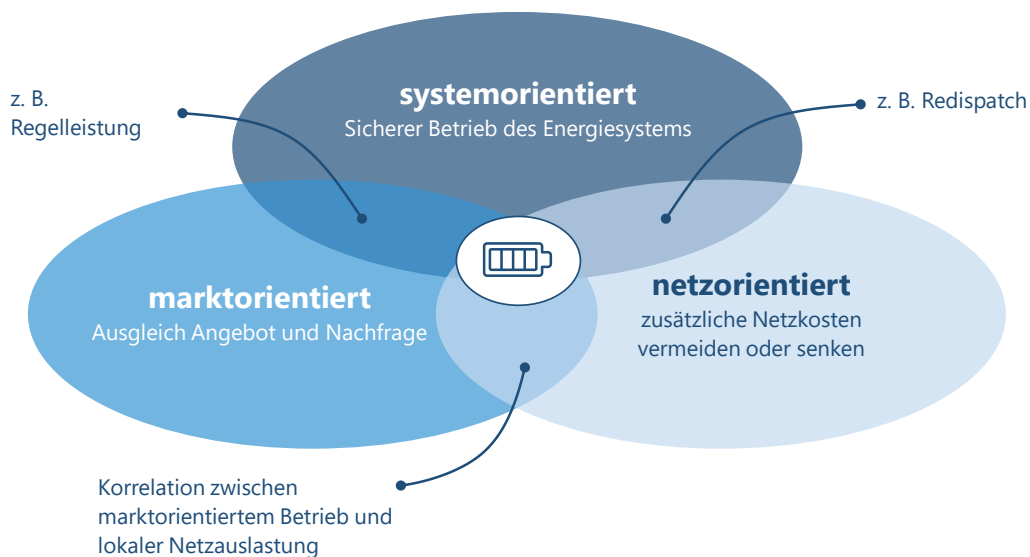 systemorientiert
Sicherer Betrieb des Energiesystems
z. B.
Regelleistung
z. B. Redispatch
marktorientiert
Ausgleich Angebot und Nachfrage
netzorientiert
zusätzliche Netzkosten
vermeiden oder senken
Korrelation zwischen
marktorientiertem Betrieb und
lokaler Netzauslastung